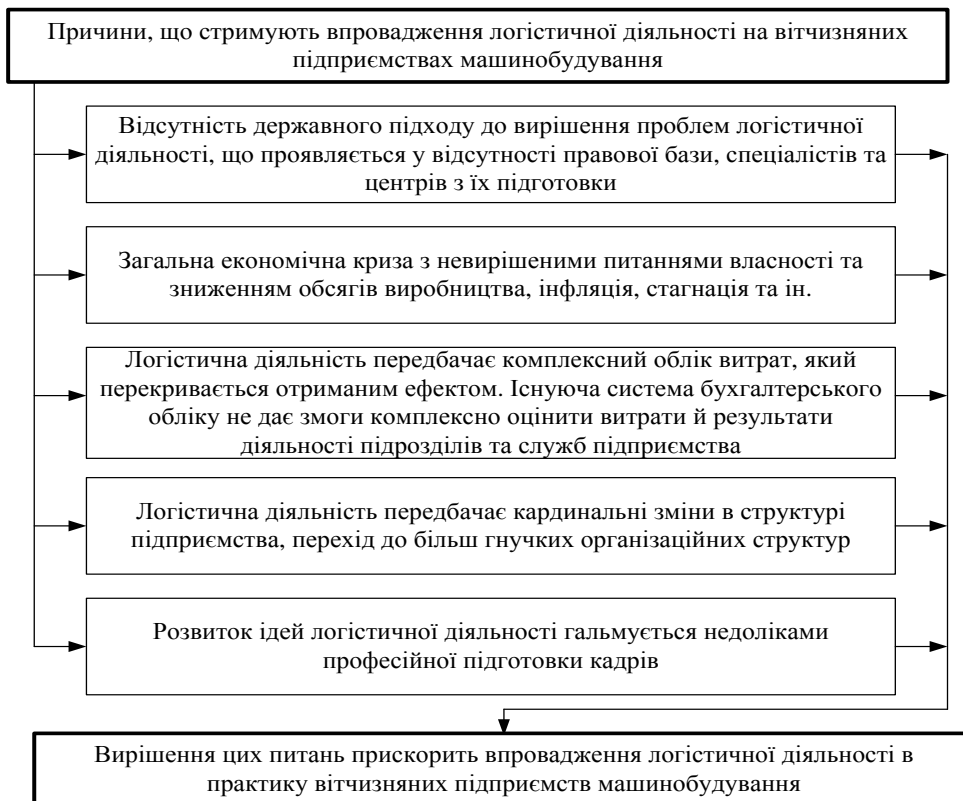 Причини, що стримують впровадження логістичної діяльності на вітчизняних
підприємствах машинобудування
Відсутність державного підходу до вирішення проблем логістичної
діяльності, що проявляється у відсутності правової бази, спеціалістів та
центрів з їх підготовки
Загальна економічна криза з невирішеними питаннями власності та
зниженням обсягів виробництва, інфляція, стагнація та ін.
Логістична діяльність передбачає комплексний облік витрат, який
перекривається отриманим ефектом. Існуюча система бухгалтерського
обліку не дає змоги комплексно оцінити витрати й результати
діяльності підрозділів та служб підприємства
Логістична діяльність передбачає кардинальні зміни в структурі
підприємства, перехід до більш гнучких організаційних структур
Розвиток ідей логістичної діяльності гальмується недоліками
професійної підготовки кадрів
Вирішення цих питань прискорить впровадження логістичної діяльності в
практику вітчизняних підприємств машинобудування